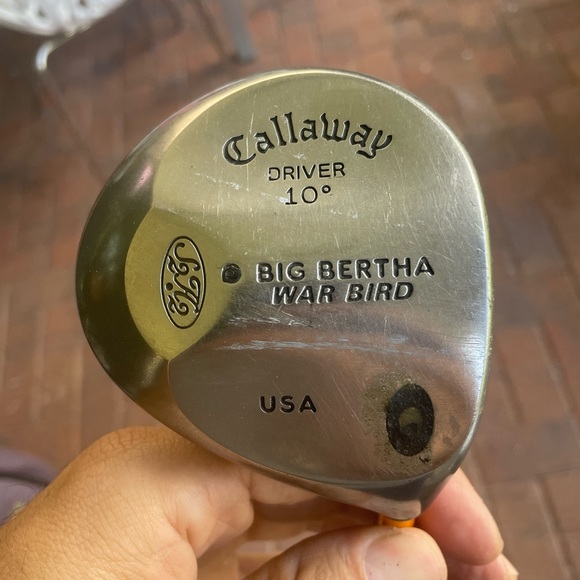 Callaway
DRIVER
10°
BIG BERTHA
WAR BIRD
USA